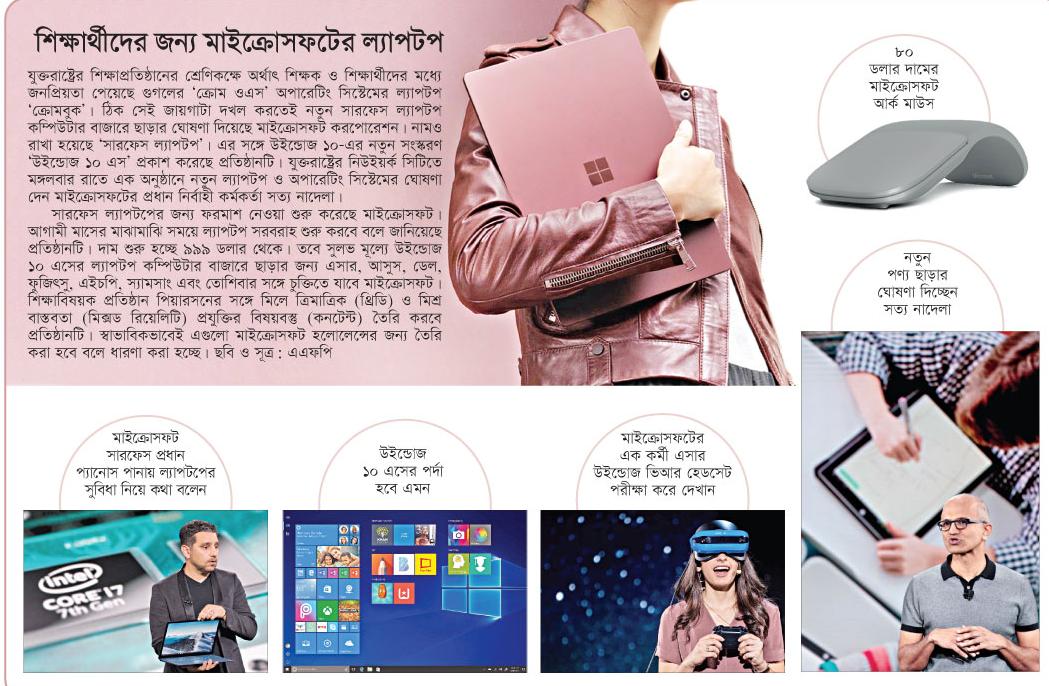 শিক্ষার্থীদের জন্য মাইক্রোসফটের ল্যাপটপ
যুক্তরাষ্ট্রের শিক্ষাপ্রতিষ্ঠানের শ্রেণিকক্ষে অর্থাৎ শিক্ষক ও শিক্ষার্থীদের মধ্যে
জনপ্রিয়তা পেয়েছে গুগলের ‘ক্রোম ওএস’ অপারেটিং সিস্টেমের ল্যাপটপ
‘ক্রোমবুক’। ঠিক সেই জায়গাটা দখল করতেই নতুন সারফেস ল্যাপটপ
কম্পিউটার বাজারে ছাড়ার ঘোষণা দিয়েছে মাইক্রোসফট করপোরেশন। নামও
রাখা হয়েছে ‘সারফেস ল্যাপটপ’। এর সঙ্গে উইন্ডোজ ১০-এর নতুন সংস্করণ
‘উইন্ডোজ ১০ এস’ প্রকাশ করেছে প্রতিষ্ঠানটি। যুক্তরাষ্ট্রের নিউইয়র্ক সিটিতে
মঙ্গলবার রাতে এক অনুষ্ঠানে নতুন ল্যাপটপ ও অপারেটিং সিস্টেমের ঘোষণা
দেন মাইক্রোসফটের প্রধান নির্বাহী কর্মকর্তা সত্য নাদেলা।
সারফেস ল্যাপটপের জন্য ফরমাশ নেওয়া শুরু করেছে মাইক্রোসফট।
আগামী মাসের মাঝামাঝি সময়ে ল্যাপটপ সরবরাহ শুরু করবে বলে জানিয়েছে
প্রতিষ্ঠানটি। দাম শুরু হচ্ছে ৯৯৯ ডলার থেকে। তবে সুলভ মূল্যে উইন্ডোজ
১০ এসের ল্যাপটপ কম্পিউটার বাজারে ছাড়ার জন্য এসার, আসুস, ডেল,
ফুজিৎসু, এইচপি, স্যামসাং এবং তোশিবার সঙ্গে চুক্তিতে যাবে মাইক্রোসফট।
শিক্ষাবিষয়ক প্রতিষ্ঠান পিয়ারসনের সঙ্গে মিলে ত্রিমাত্রিক (থ্রিডি) ও মিশ্র
বাস্তবতা (মিক্সড রিয়েলিটি) প্রযুক্তির বিষয়বস্তু (কনটেন্ট) তৈরি করবে
প্রতিষ্ঠানটি। স্বাভাবিকভাবেই এগুলো মাইক্রোসফট হলোলেন্সের জন্য তৈরি
করা হবে বলে ধারণা করা হচ্ছে। ছবি ও সূত্র : এএফপি
৮০
ডলার দামের
মাইক্রোসফট
আর্ক মাউস
নতুন
পণ্য ছাড়ার
ঘোষণা দিচ্ছেন
সত্য নাদেলা
মাইক্রোসফট
সারফেস প্রধান
প্যানোস পানায় ল্যাপটপের
সুবিধা নিয়ে কথা বলেন
উইন্ডোজ
১০ এসের পর্দা
হবে এমন
মাইক্রোসফটের
এক কর্মী এসার
উইন্ডোজ ভিআর হেডসেট
পরীক্ষা করে দেখান
intel
CORE i7
7th Gen